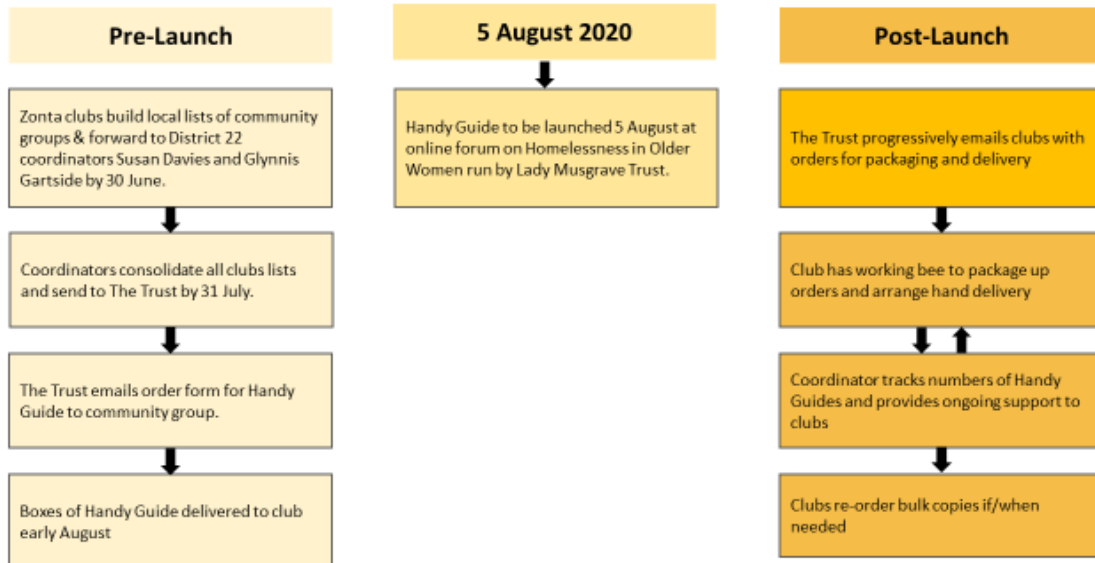 Pre-Launch
Zonta clubs build local lists of community
groups & forward to District 22
coordinators Susan Davies and Glynnis
Gartside by 30 June.
Coordinators consolidate all clubs lists
and send to The Trust by 31 July.
The Trust emails order form for Handy
Guide to community group.
Boxes of Handy Guide delivered to club
early August
5 August 2020
Handy Guide to be launched 5 August at
online forum on Homelessness in Older
Women run by Lady Musgrave Trust.
Post-Launch
The Trust progressively emails clubs with
orders for packaging and delivery
Club has working bee to package up
orders and arrange hand delivery
Coordinator tracks numbers of Handy
Guides and provides ongoing support to
clubs
Clubs re-order bulk copies if/when
needed